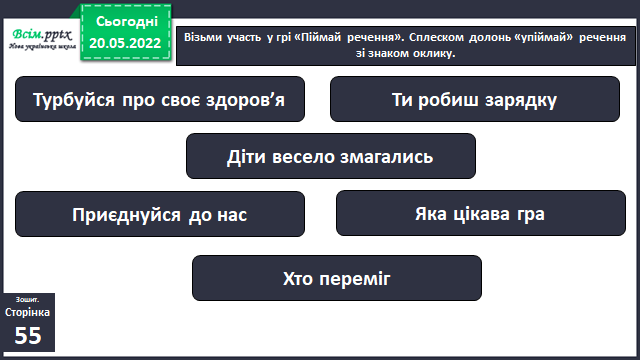 Всім.pptx
Нова українська школа
Сьогодні
20.05.2022
Візьми участь у грі «Піймай речення». Сплеском долонь «упіймай» речення
зі знаком оклику.
Турбуйся про своє здоров’я
Ти робиш зарядку
Діти весело змагались
Приєднуйся до нас
Яка цікава гра
Хто переміг
Зошит.
Сторінка
55